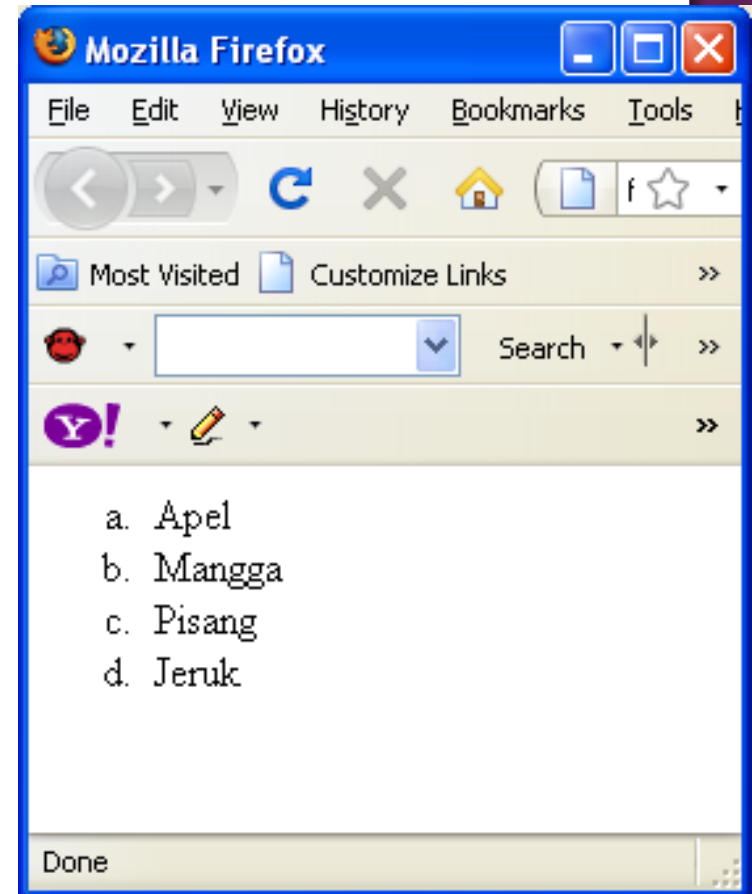 Mozilla Firefox
File Edit View History Bookmarks Tools
f
Most Visited Customize Links »
Search »
Y! »
a. Apel
b. Mangga
c. Pisang
d. Jeruk
Done